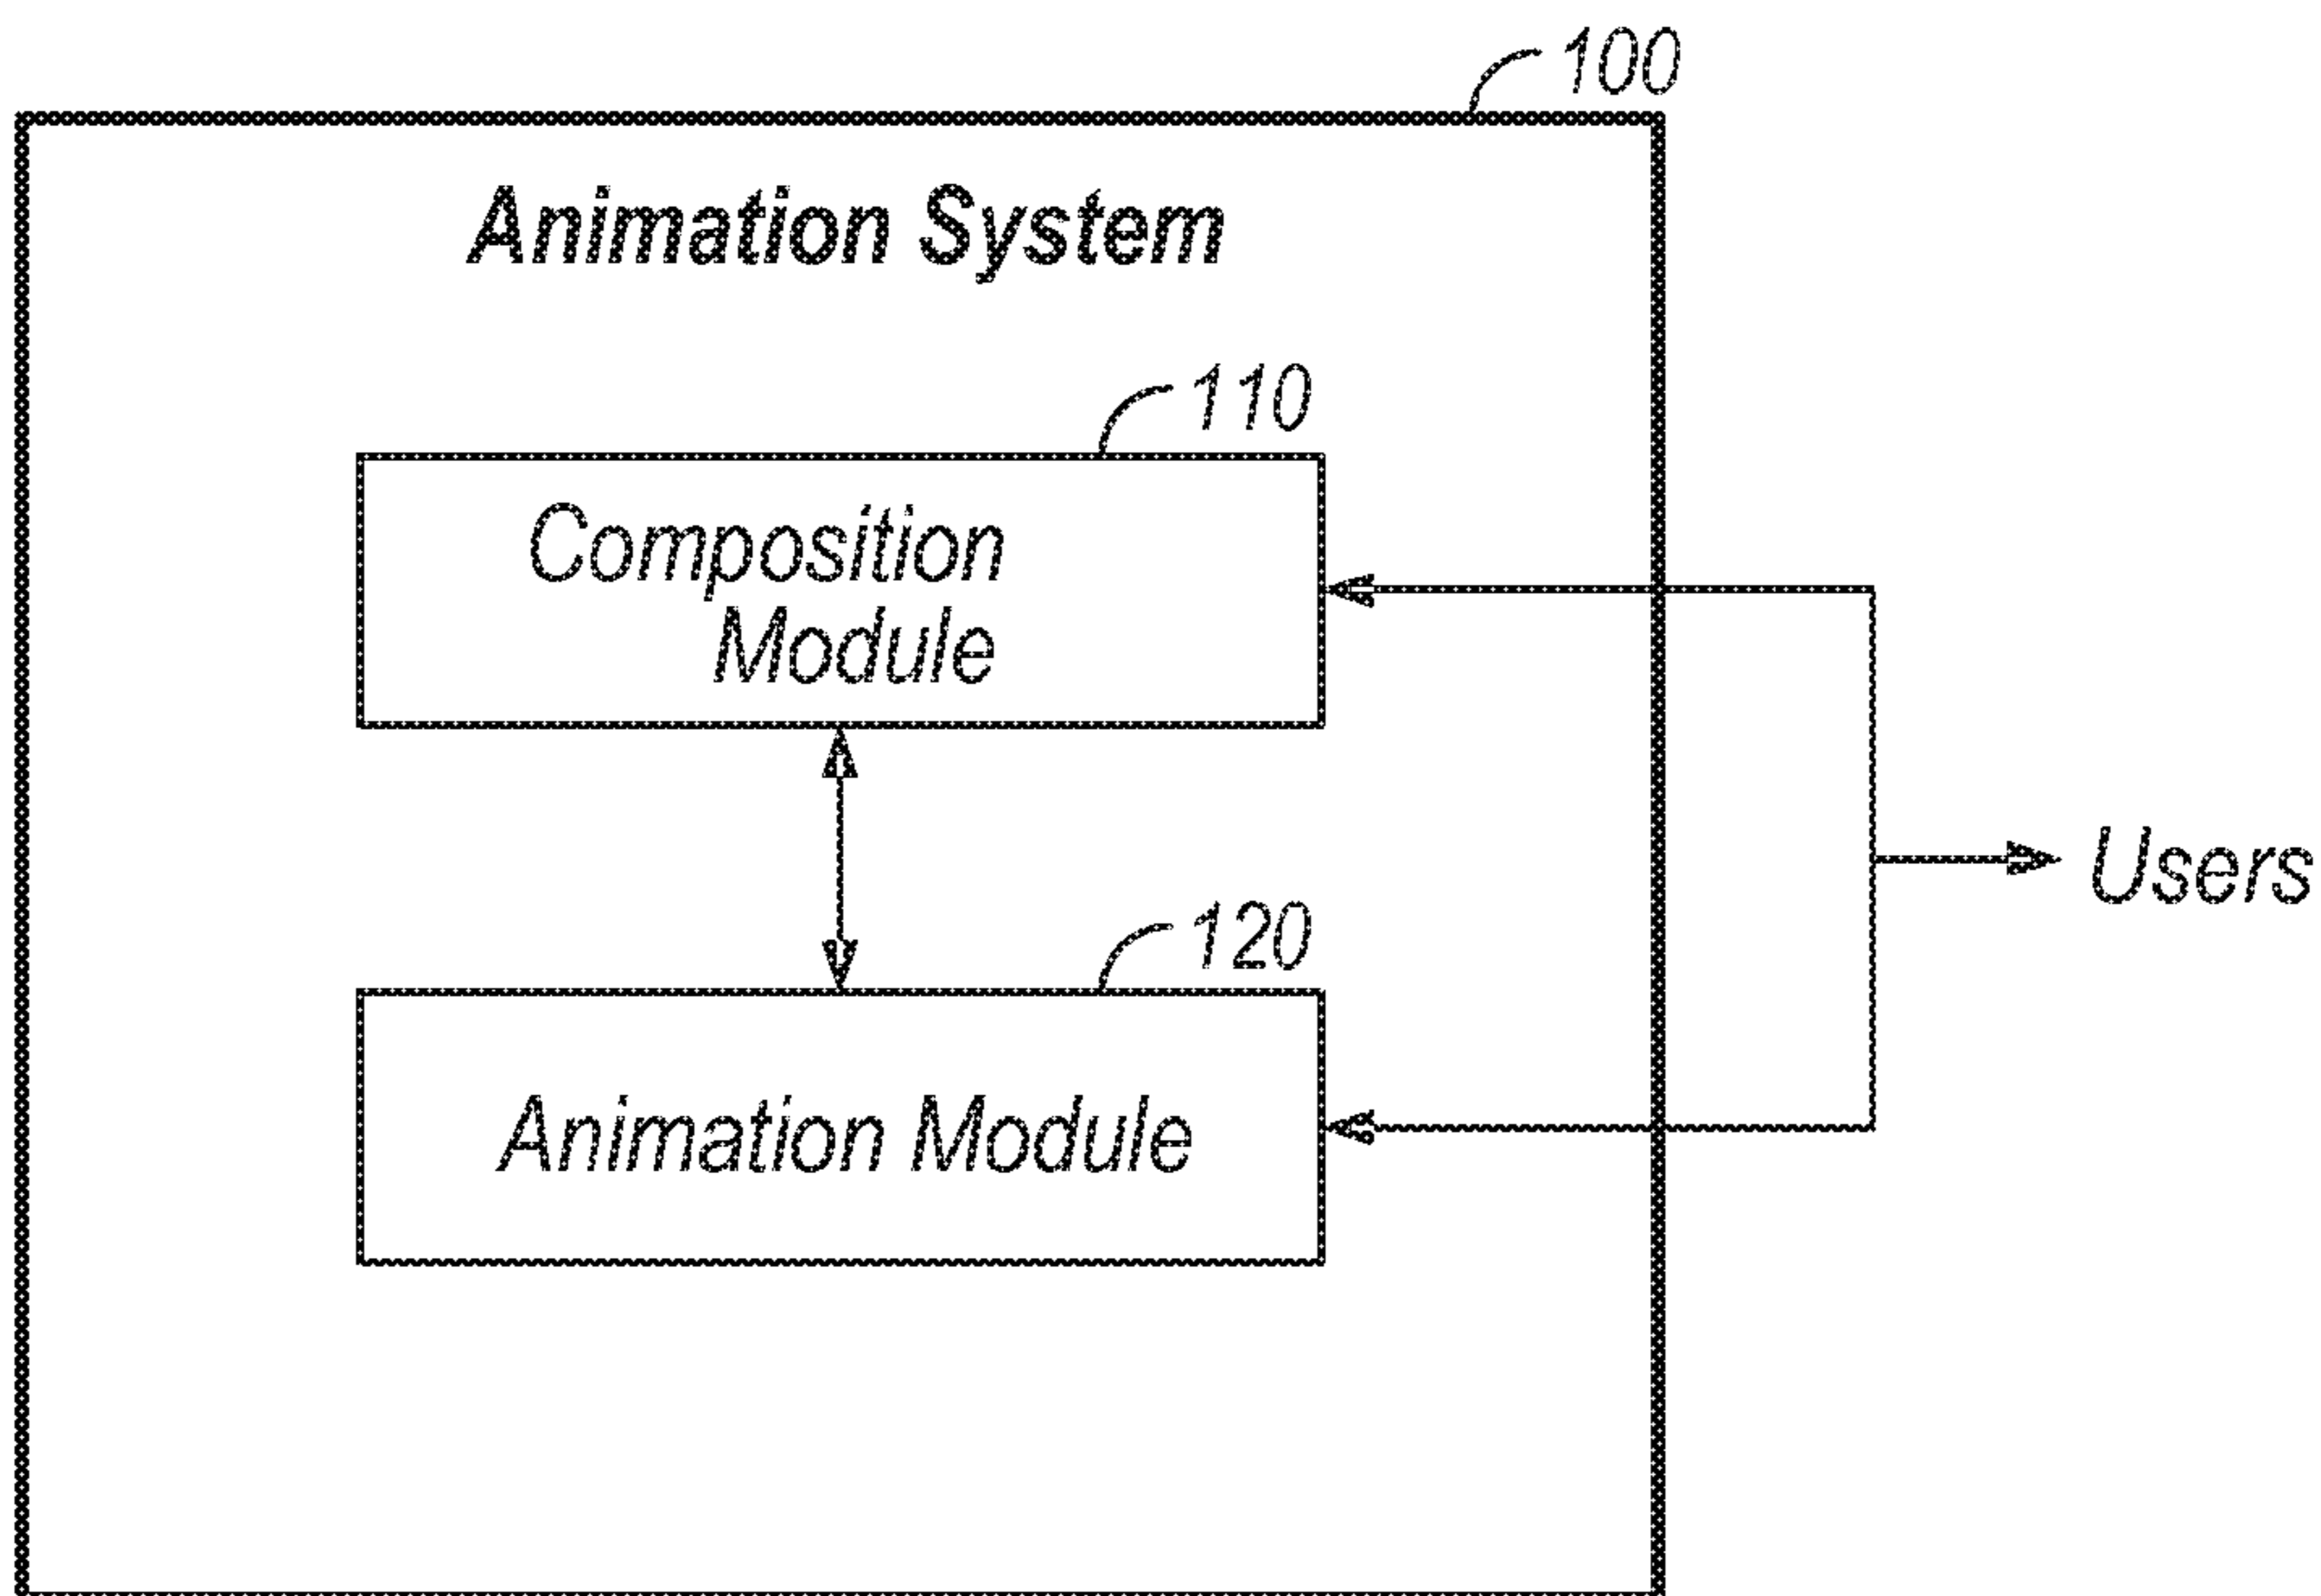 100
Animation System
110
Composition
Module
Users
120
Animation Module